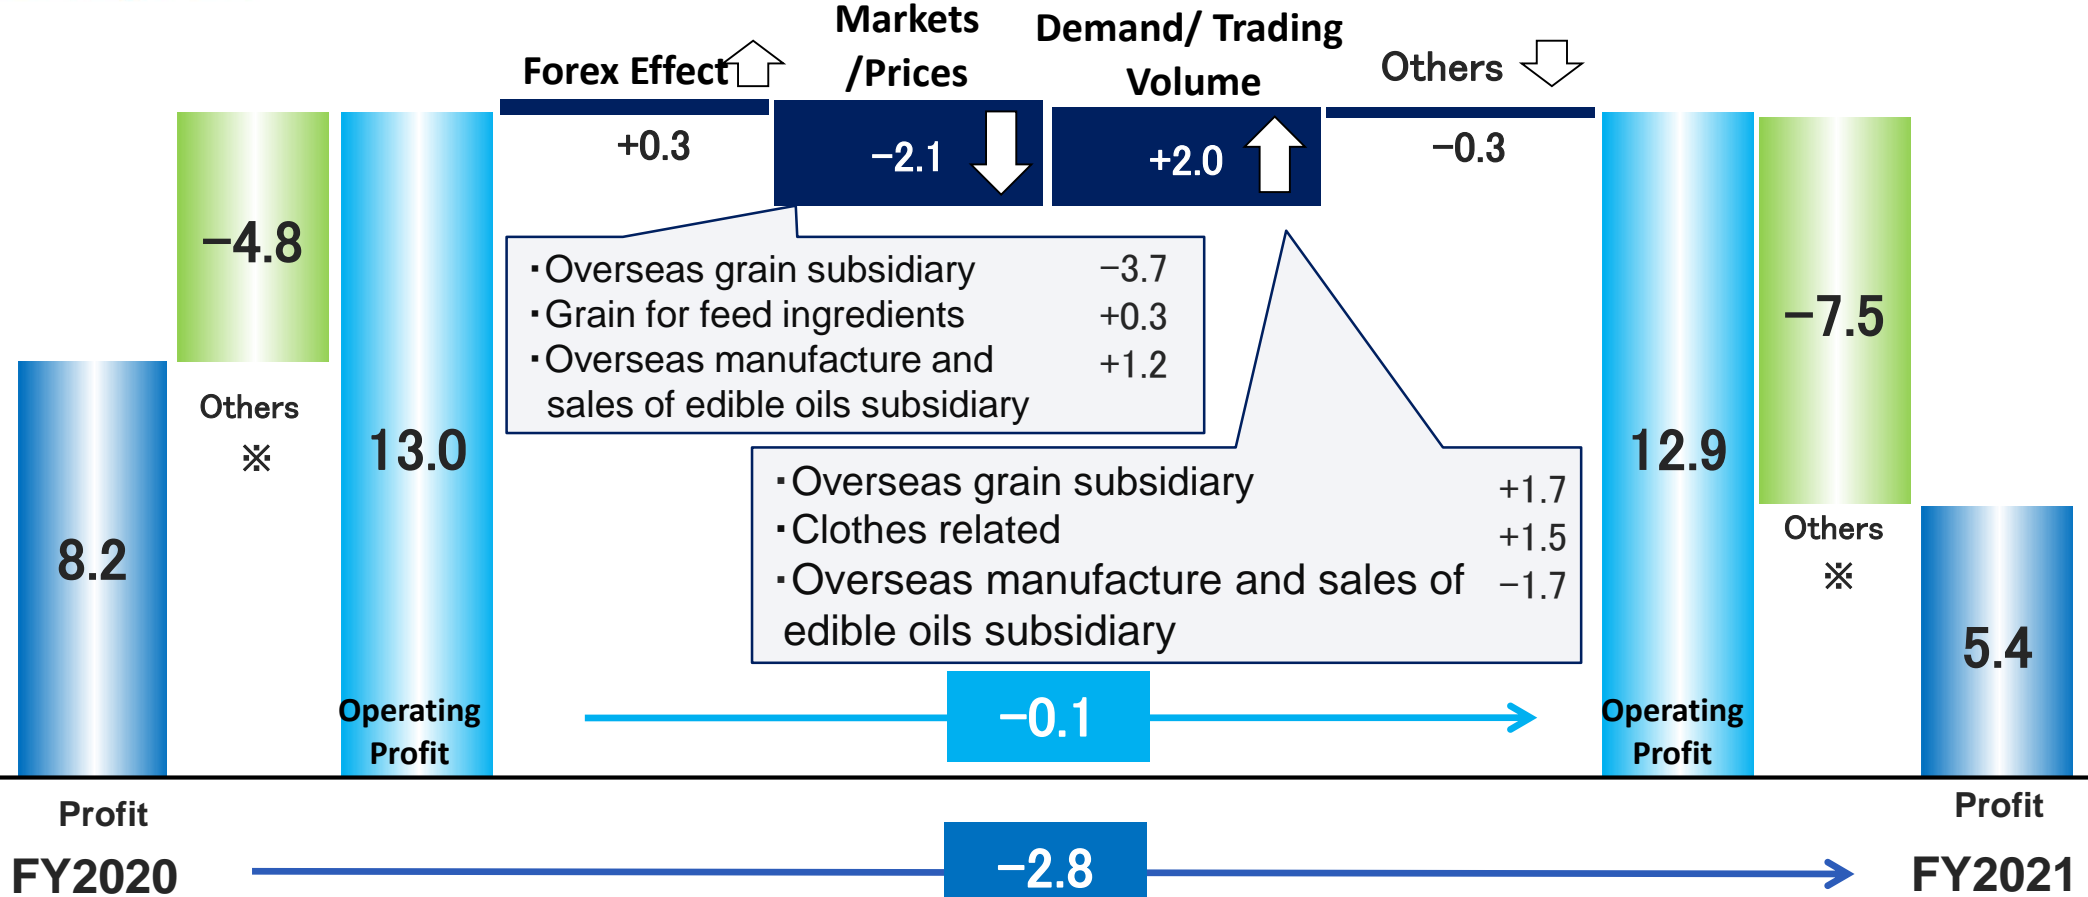 Forex Effect
+0.3
Markets
/Prices
−2.1
Demand/ Trading
Volume
+2.0
Others
−0.3
8.2
−4.8
Others
※
13.0
Operating
Profit
・Overseas grain subsidiary −3.7
・Grain for feed ingredients +0.3
・Overseas manufacture and +1.2
sales of edible oils subsidiary
・Overseas grain subsidiary +1.7
・Clothes related +1.5
・Overseas manufacture and sales of −1.7
edible oils subsidiary
12.9
Operating
Profit
−7.5
Others
※
5.4
−0.1
Profit
FY2020
−2.8
Profit
FY2021